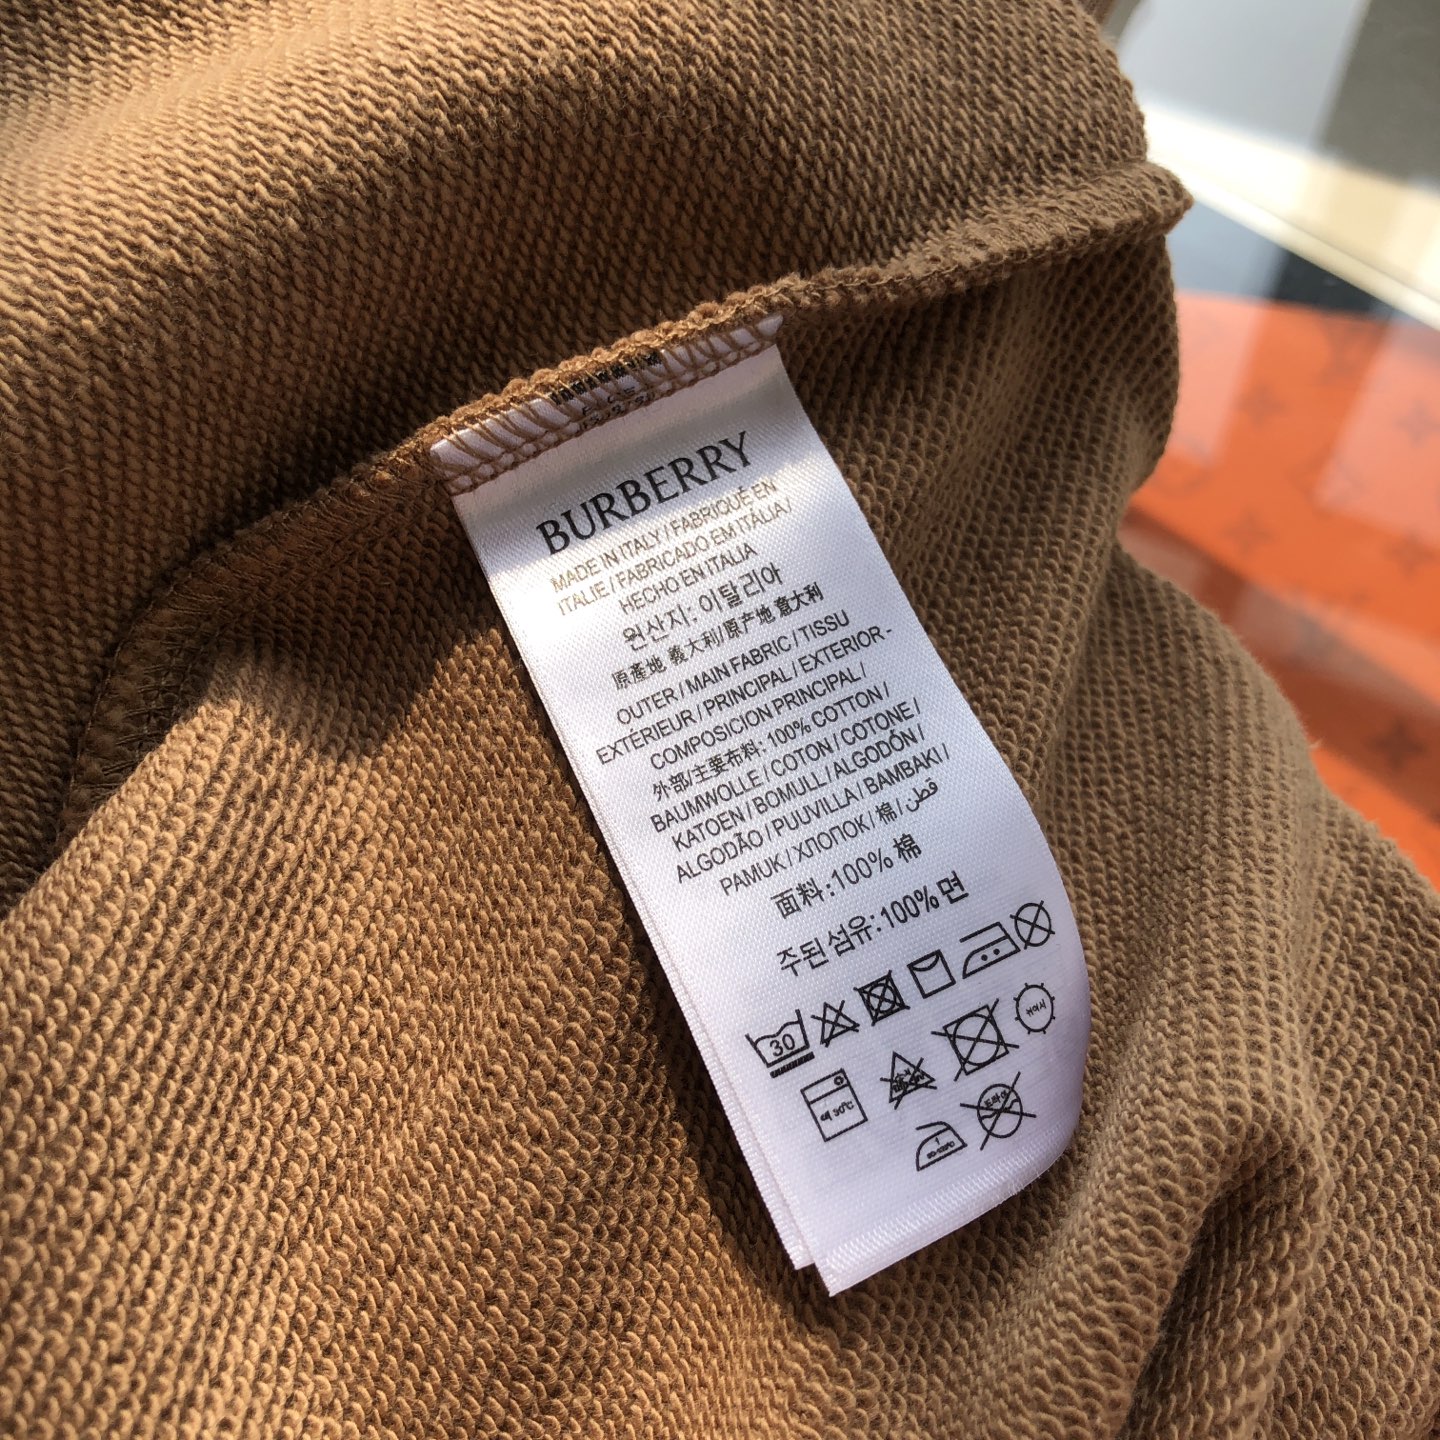 BURBERRY
MADE IN ITALY / FABRIQUÉ EN
ITALIE / FABRICADO EM ITÁLIA /
HECHO EN ITALIA
원산지: 이탈리아
原產地 義大利/原产地 意大利
OUTER / MAIN FABRIC / TISSU
EXTÉRIEUR / PRINCIPAL / EXTERIOR-
COMPOSICION PRINCIPAL /
外部/主要布料: 100% COTTON /
BAUMWOLLE / COTON / COTONE /
KATOEN / BOMULL / ALGODÓN /
ALGODÃO / PUUVILLA / BAMBAKI /
PAMUK / ХЛОПОК / 棉 / قطن
面料:100% 棉
주된 섬유:100% 면
30